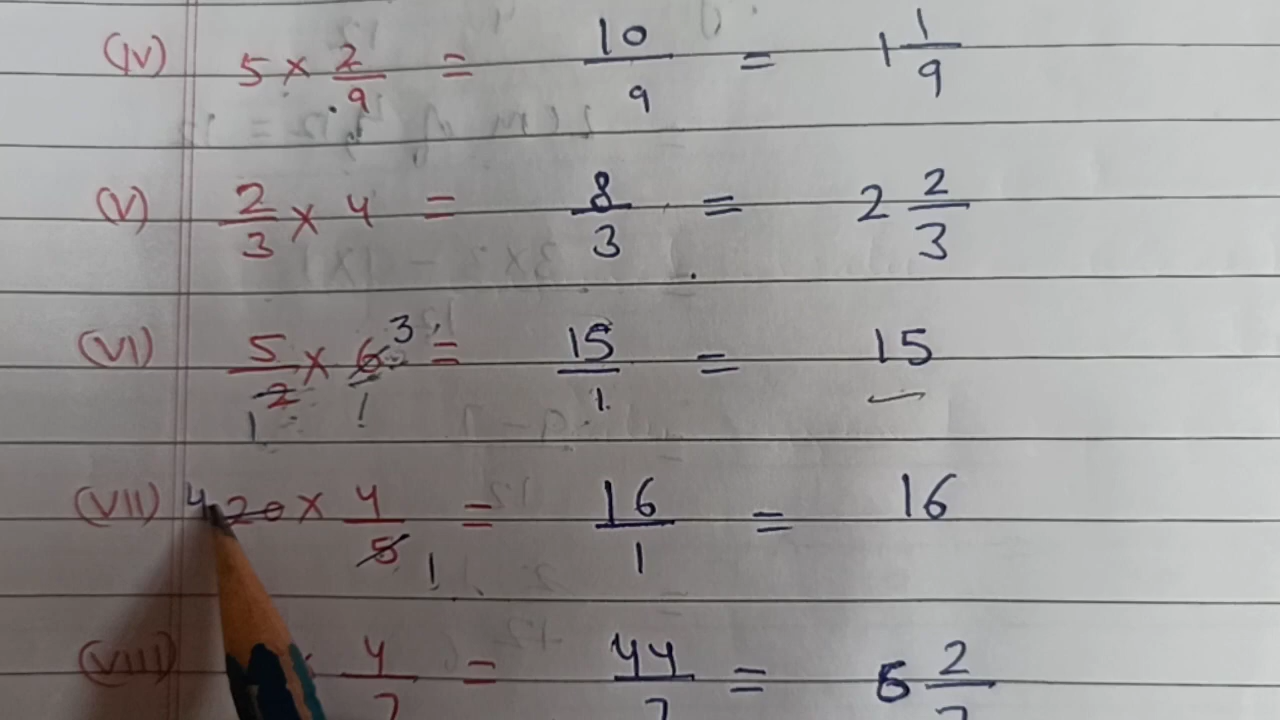 (iv) 5 × 2/9 = 10/9 = 1 1/9
(v) 2/3 × 4 = 8/3 = 2 2/3
(vi) 5/2 1 × 6 3 / 1 = 15/1 = 15
(vii) 4 20 × 4/5 1 = 16/1 = 16
(viii) 4/7 = 44/7 = 6 2/7